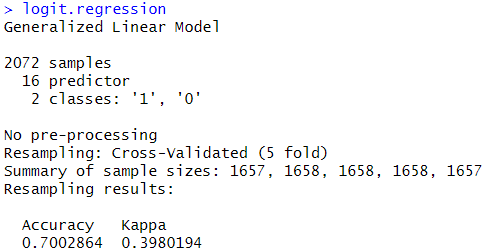 > logit.regression
Generalized Linear Model
2072 samples
16 predictor
2 classes: '1', '0'
No pre-processing
Resampling: Cross-Validated (5 fold)
Summary of sample sizes: 1657, 1658, 1658, 1658, 1657
Resampling results:
Accuracy Kappa
0.7002864 0.3980194